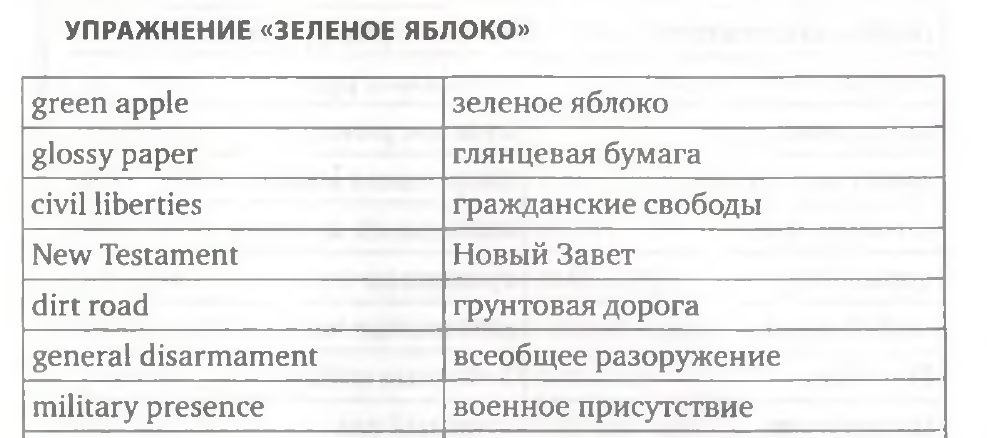 УПРАЖНЕНИЕ «ЗЕЛЕНОЕ ЯБЛОКО»
green apple зеленое яблоко
glossy paper глянцевая бумага
civil liberties гражданские свободы
New Testament Новый Завет
dirt road грунтовая дорога
general disarmament всеобщее разоружение
military presence военное присутствие